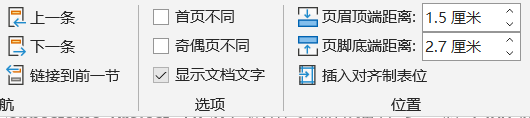 上一条
首页不同
页眉顶端距离: 1.5 厘米
下一条
奇偶页不同
页脚底端距离: 2.7 厘米
链接到前一节
显示文档文字
插入对齐制表位
航
选项
位置